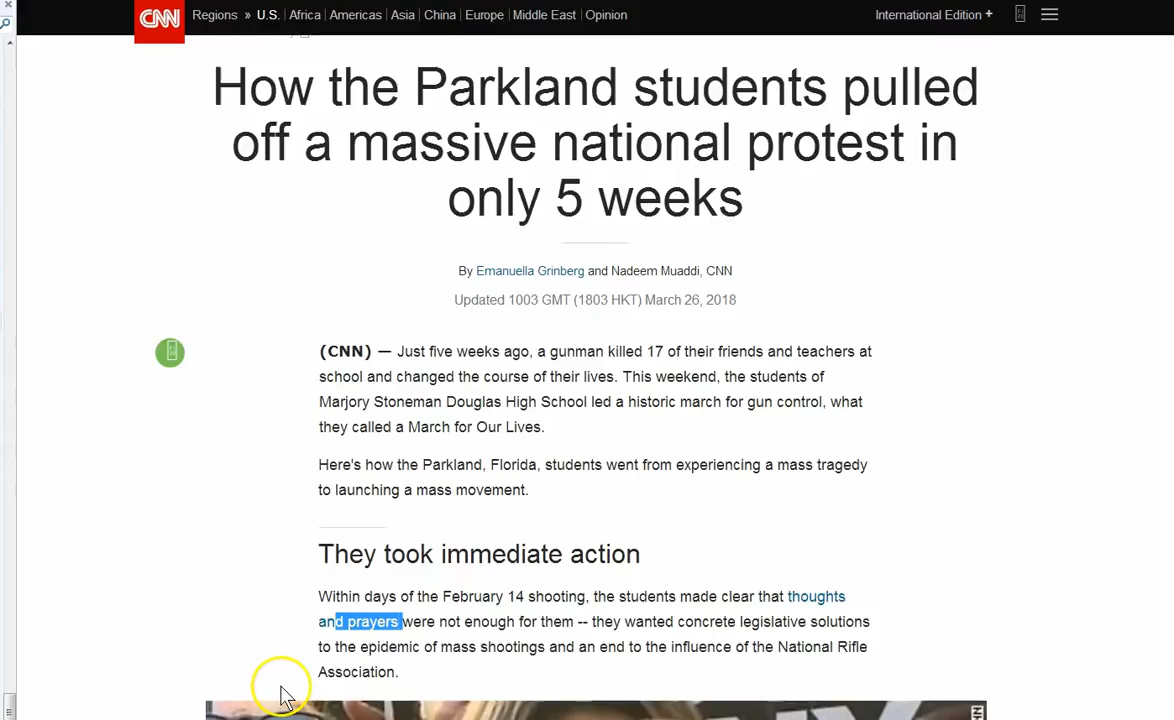 CNN Regions » U.S. | Africa | Americas | Asia | China | Europe | Middle East | Opinion International Edition +
How the Parkland students pulled
off a massive national protest in
only 5 weeks
By Emanuella Grinberg and Nadeem Muaddi, CNN
Updated 1003 GMT (1803 HKT) March 26, 2018
(CNN) — Just five weeks ago, a gunman killed 17 of their friends and teachers at
school and changed the course of their lives. This weekend, the students of
Marjory Stoneman Douglas High School led a historic march for gun control, what
they called a March for Our Lives.
Here's how the Parkland, Florida, students went from experiencing a mass tragedy
to launching a mass movement.
They took immediate action
Within days of the February 14 shooting, the students made clear that thoughts
and prayers were not enough for them -- they wanted concrete legislative solutions
to the epidemic of mass shootings and an end to the influence of the National Rifle
Association.